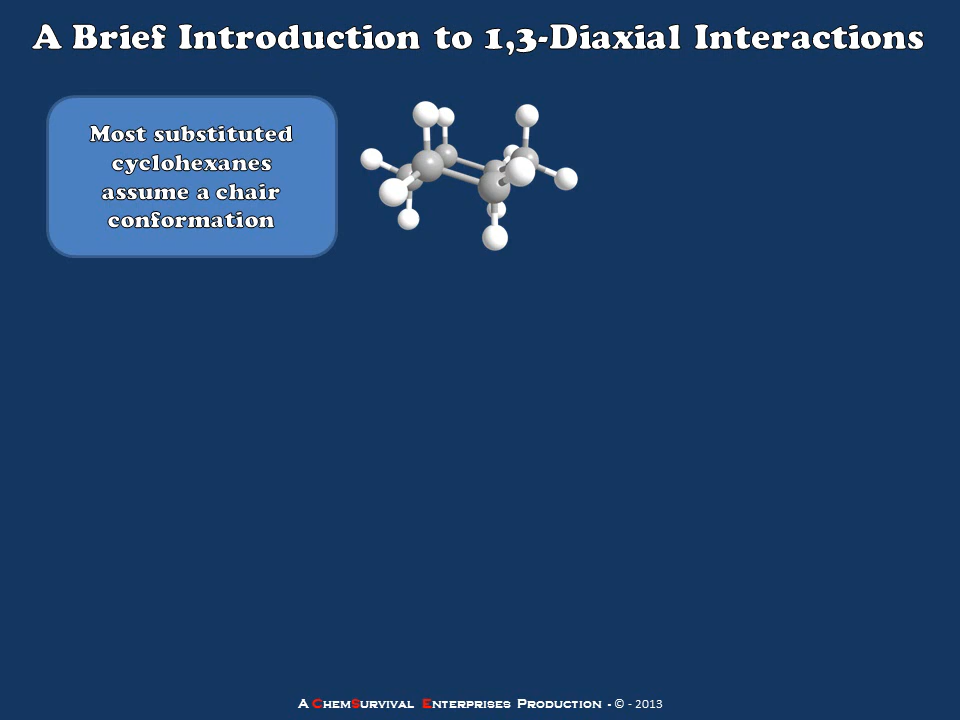 A Brief Introduction to 1,3-Diaxial Interactions
Most substituted
cyclohexanes
assume a chair
conformation
A ChemSurvival Enterprises Production - © - 2013